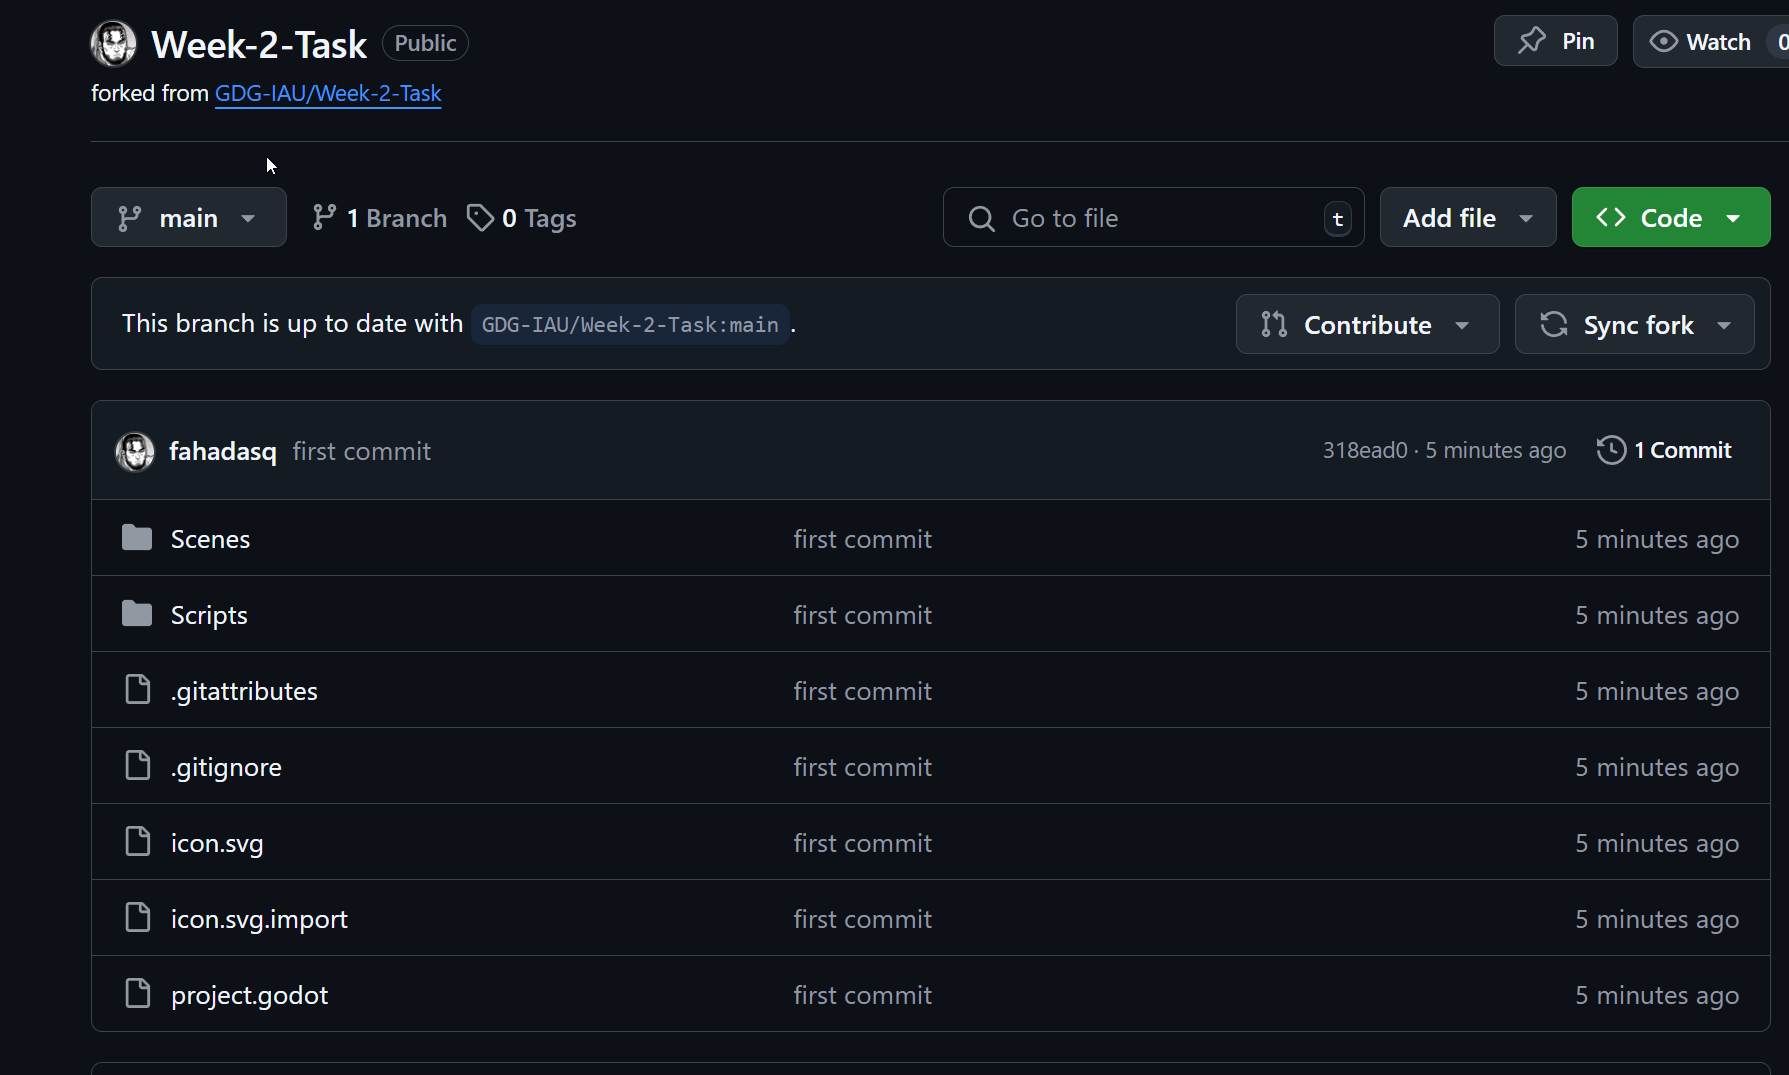 Week-2-Task Public Pin Watch 0
forked from GDG-IAU/Week-2-Task
main 1 Branch 0 Tags Go to file t Add file Code
This branch is up to date with GDG-IAU/Week-2-Task:main . Contribute Sync fork
fahadasq first commit 318ead0 · 5 minutes ago 1 Commit
Scenes first commit 5 minutes ago
Scripts first commit 5 minutes ago
.gitattributes first commit 5 minutes ago
.gitignore first commit 5 minutes ago
icon.svg first commit 5 minutes ago
icon.svg.import first commit 5 minutes ago
project.godot first commit 5 minutes ago